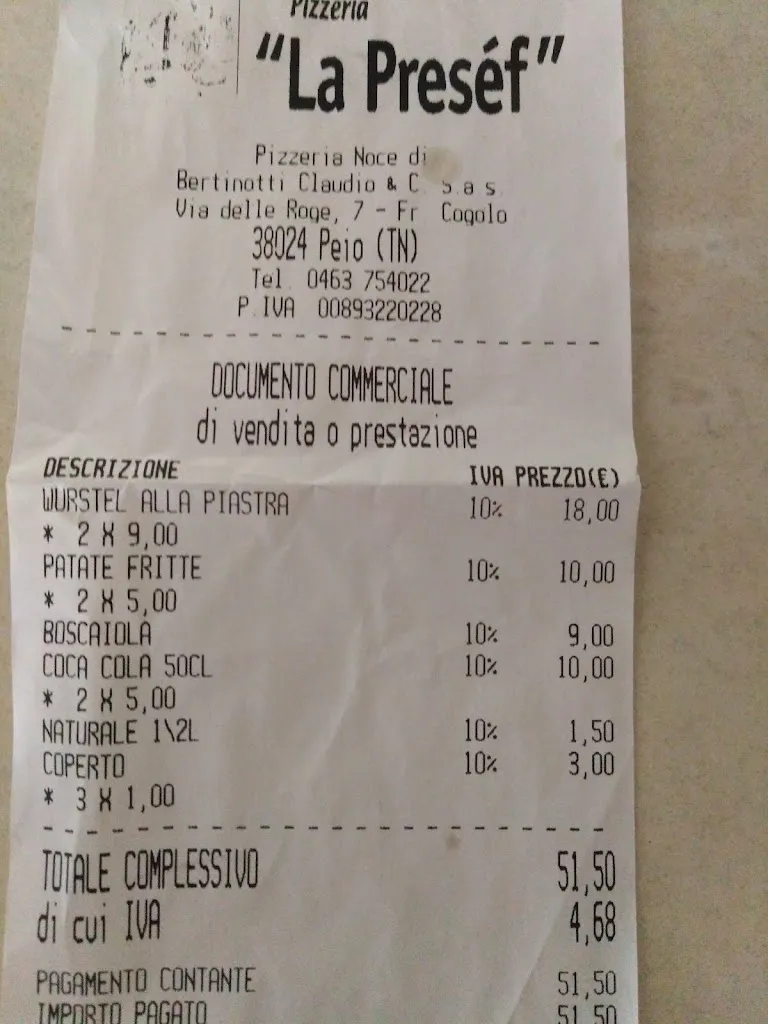 Pizzeria
"La Preséf"
Pizzeria Noce di
Bertinotti Claudio & C. S.a s.
Via delle Roge, 7 - Fr Cogolo
38024 Peio (TN)
Tel. 0463 754022
P.IVA 00893220228
DOCUMENTO COMMERCIALE
di vendita o prestazione
DESCRIZIONE IVA PREZZO(€)
WURSTEL ALLA PIASTRA 10% 18,00
* 2 X 9,00
PATATE FRITTE 10% 10,00
* 2 X 5,00
BOSCAIOLA 10% 9,00
COCA COLA 50CL 10% 10,00
* 2 X 5,00
NATURALE 1\2L 10% 1,50
COPERTO 10% 3,00
* 3 X 1,00
TOTALE COMPLESSIVO 51,50
di cui IVA 4,68
PAGAMENTO CONTANTE 51,50
IMPORTO PAGATO 51,50